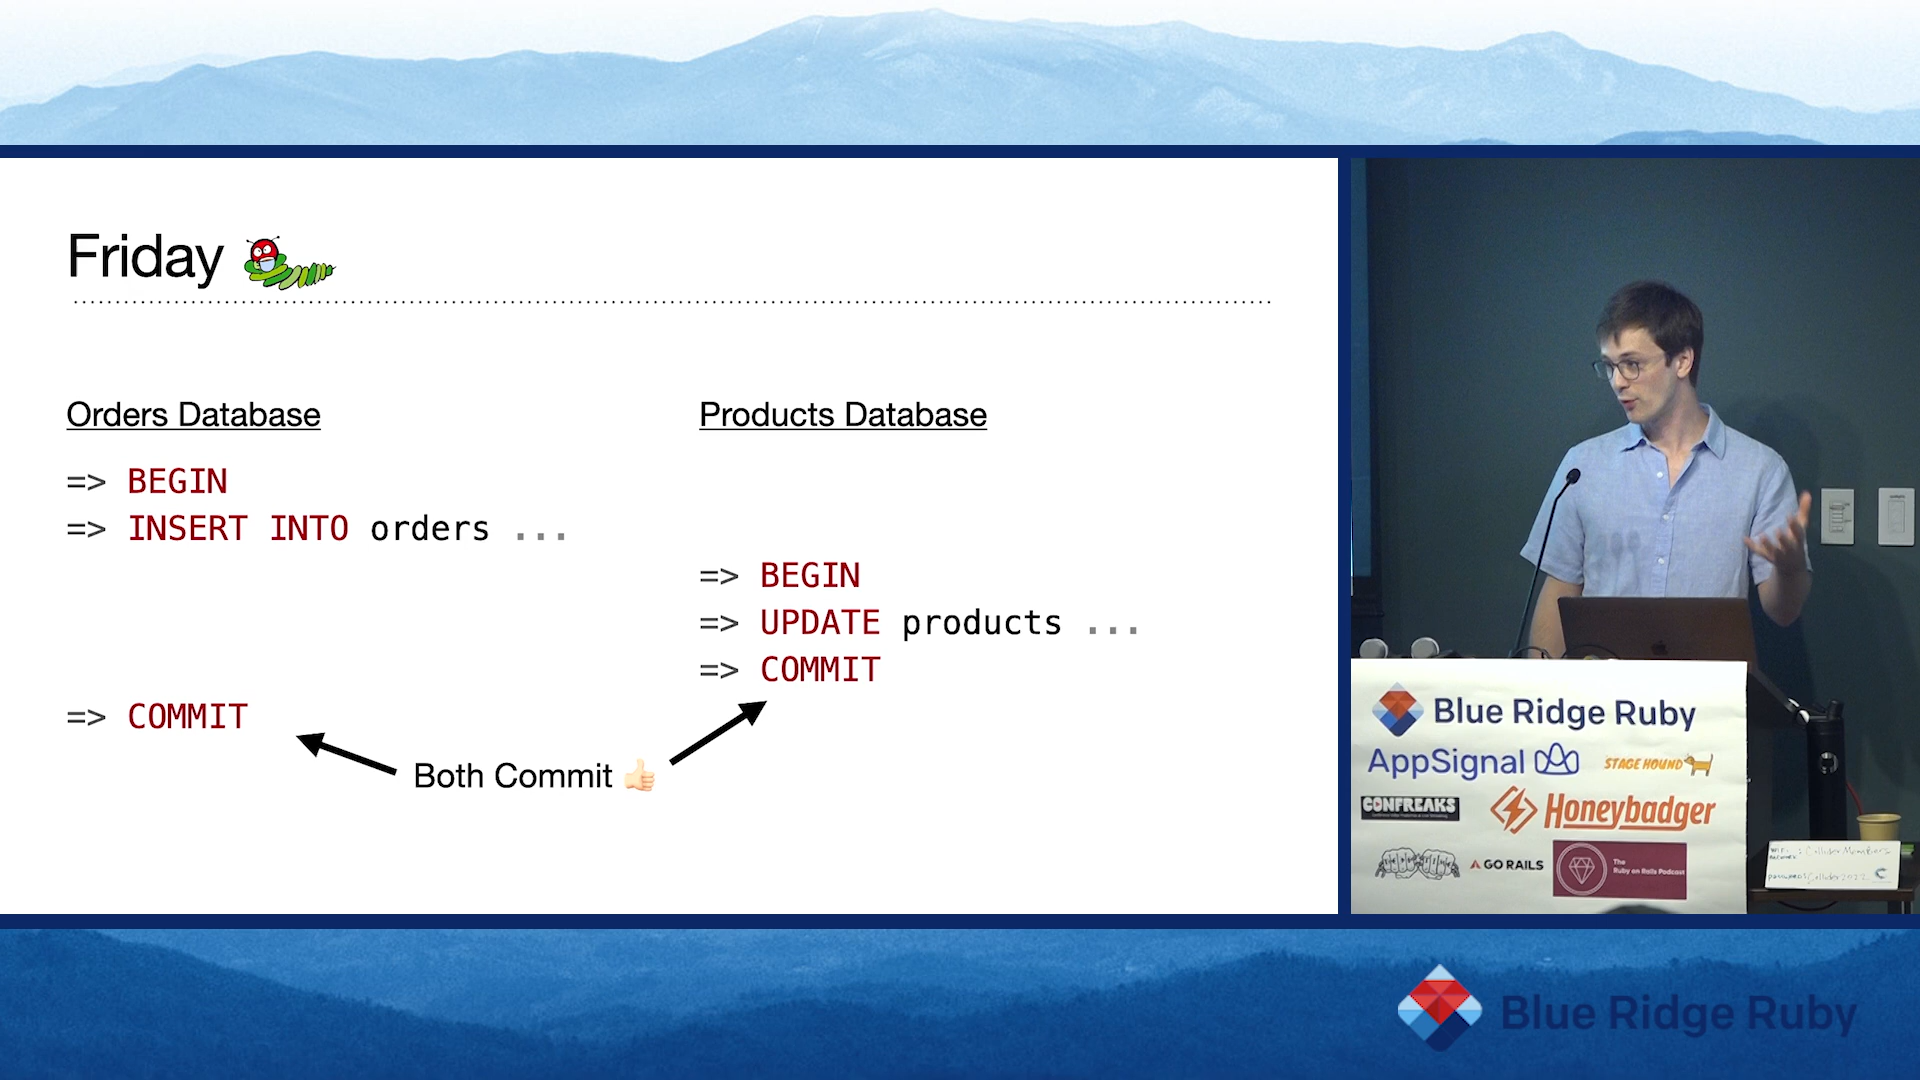 Friday
Orders Database
=> BEGIN
=> INSERT INTO orders ...
=> COMMIT
Products Database
=> BEGIN
=> UPDATE products ...
=> COMMIT
Both Commit
Blue Ridge Ruby
AppSignal
STAGE HOUND
CONFREAKS
Honeybadger
GO RAILS
The
Ruby on Rails Podcast
Blue Ridge Ruby